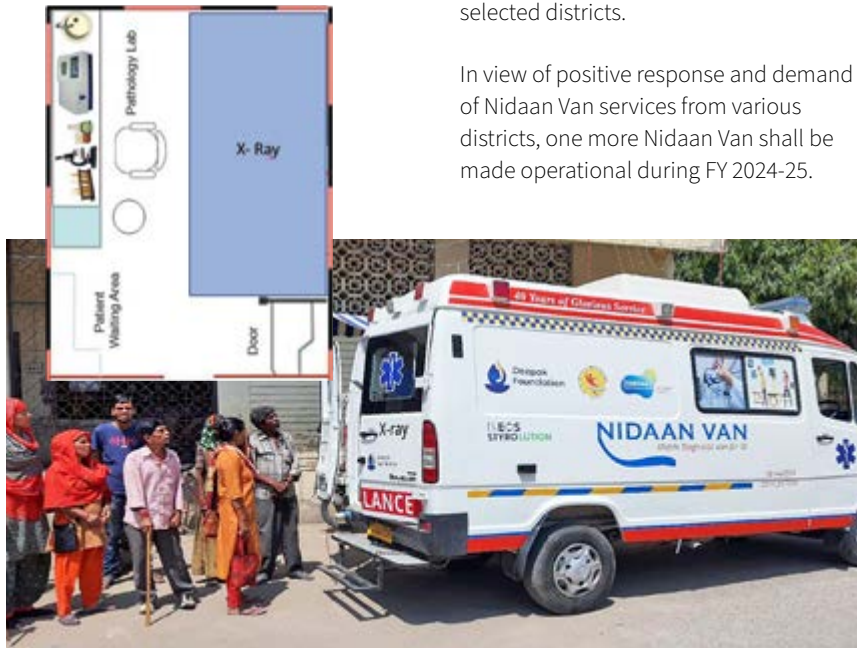 selected districts.
In view of positive response and demand
of Nidaan Van services from various
districts, one more Nidaan Van shall be
made operational during FY 2024-25.
Pathology Lab
X- Ray
Patient
Waiting Area
Door
40 Years of Glorious Service
Deepak
Foundation
INEOS
STYROLUTION
X-ray
NIDAAN VAN
LANCE